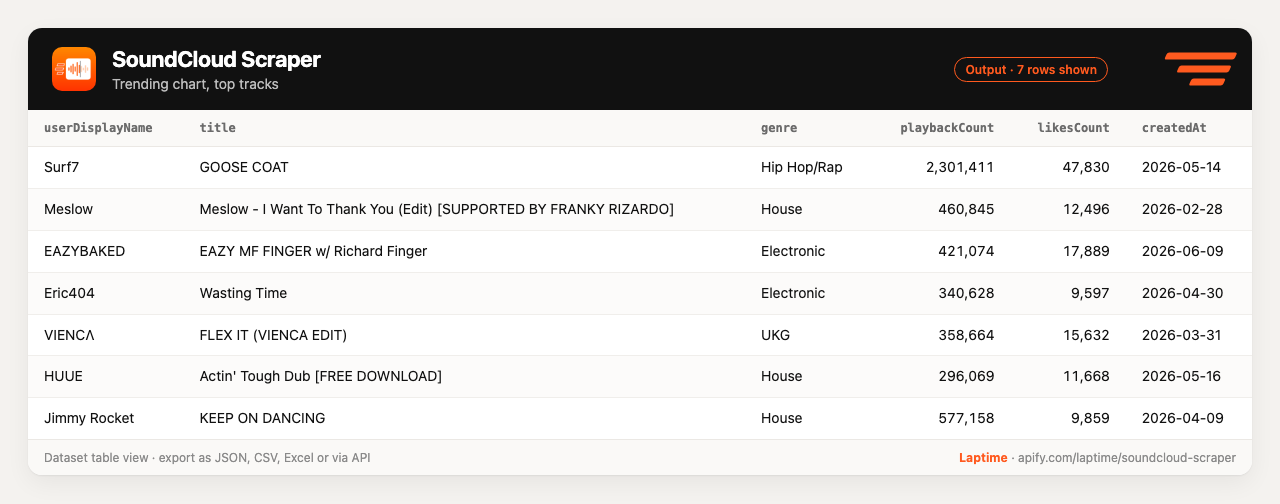 SoundCloud Scraper
Trending chart, top tracks
Output · 7 rows shown
userDisplayName title genre playbackCount likesCount createdAt
Surf7 GOOSE COAT Hip Hop/Rap 2,301,411 47,830 2026-05-14
Meslow Meslow - I Want To Thank You (Edit) [SUPPORTED BY FRANKY RIZARDO] House 460,845 12,496 2026-02-28
EAZYBAKED EAZY MF FINGER w/ Richard Finger Electronic 421,074 17,889 2026-06-09
Eric404 Wasting Time Electronic 340,628 9,597 2026-04-30
VIENCΛ FLEX IT (VIENCA EDIT) UKG 358,664 15,632 2026-03-31
HUUE Actin' Tough Dub [FREE DOWNLOAD] House 296,069 11,668 2026-05-16
Jimmy Rocket KEEP ON DANCING House 577,158 9,859 2026-04-09
Dataset table view · export as JSON, CSV, Excel or via API
Laptime · apify.com/laptime/soundcloud-scraper